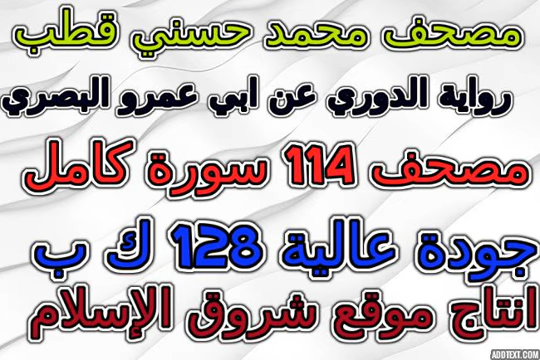 مصحف محمد حسني قطب
رواية الدوري عن ابي عمرو البصري
مصحف 114 سورة كامل
جودة عالية 128 ك ب
انتاج موقع شروق الإسلام
ADDTEXT.COM